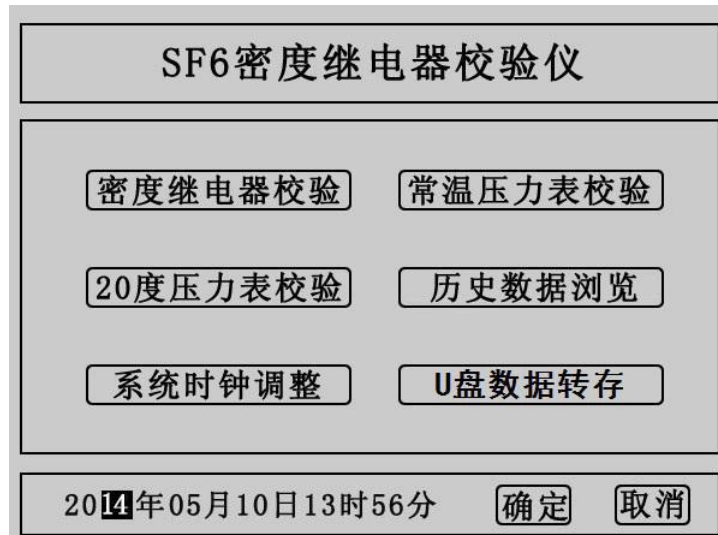 SF6密度继电器校验仪
密度继电器校验 常温压力表校验
20度压力表校验 历史数据浏览
系统时钟调整 U盘数据转存
2014年05月10日13时56分 确定 取消